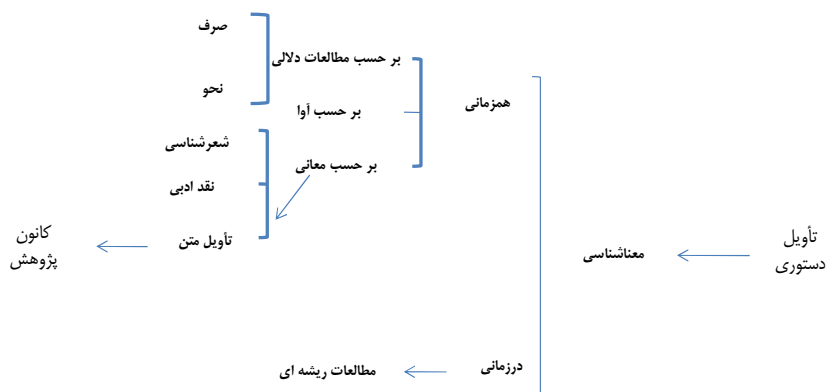 تأویل
دستوری
معناشناسی
همزمانی
بر حسب مطالعات دلالی
صرف
نحو
بر حسب آوا
بر حسب معانی
شعرشناسی
نقد ادبی
تأویل متن
کانون
پژوهش
درزمانی
مطالعات ریشه ای